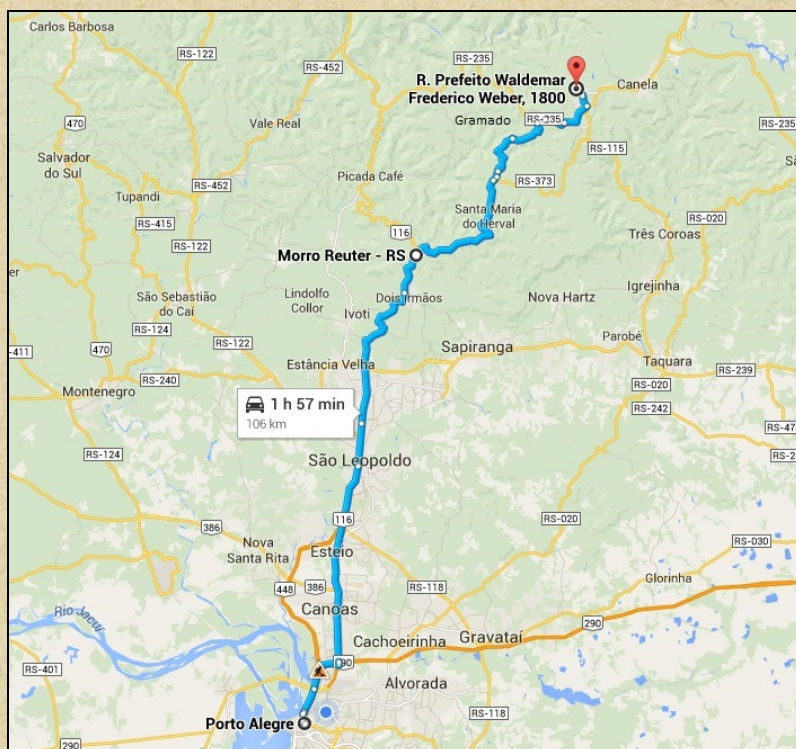 Carlos Barbosa
RS-122
RS-452
RS-235
R. Prefeito Waldemar
Frederico Weber, 1800
Canela
470
Vale Real
Gramado
RS-235
RS-235
RS-115
Salvador
do Sul
RS-452
Tupandi
Picada Café
RS-373
RS-415
Santa Maria
do Herval
RS-020
RS-122
116
Três Coroas
Morro Reuter - RS
São Sebastião
do Caí
Lindolfo
Collor
Dois Irmãos
Nova Hartz
Igrejinha
Ivoti
RS-124
RS-122
Parobé
-411
470
Sapiranga
Estância Velha
Taquara
RS-240
RS-239
Montenegro
RS-020
1 h 57 min
106 km
RS-242
RS-47
RS-124
São Leopoldo
RS-2
386
116
RS-020
Nova
Santa Rita
Esteio
RS-030
448
386
RS-118
Glorinha
Canoas
Rio Jacuí
Cachoeirinha
Gravataí
290
290
RS-401
Alvorada
RS-118
Porto Alegre
290